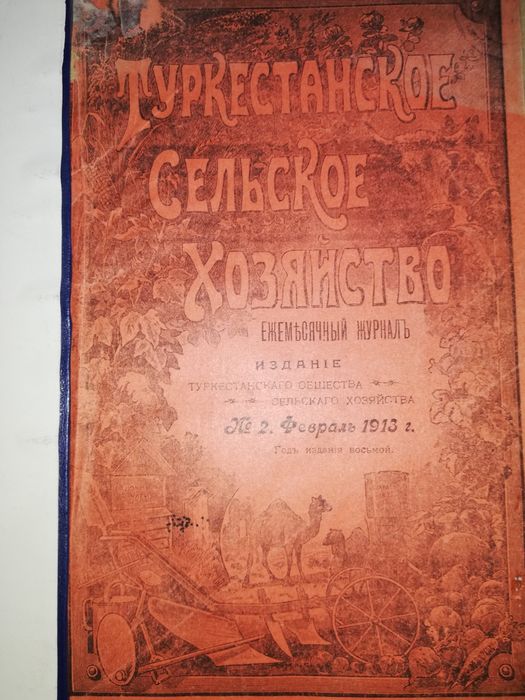 Туркестанское
Сельское
Хозяйство
ЕЖЕМѢСЯЧНЫЙ ЖУРНАЛЪ
ИЗДАНІЕ
ТУРКЕСТАНСКАГО ОБЩЕСТВА
СЕЛЬСКАГО ХОЗЯЙСТВА
№ 2. Февраль 1913 г.
Годъ изданія восьмой.